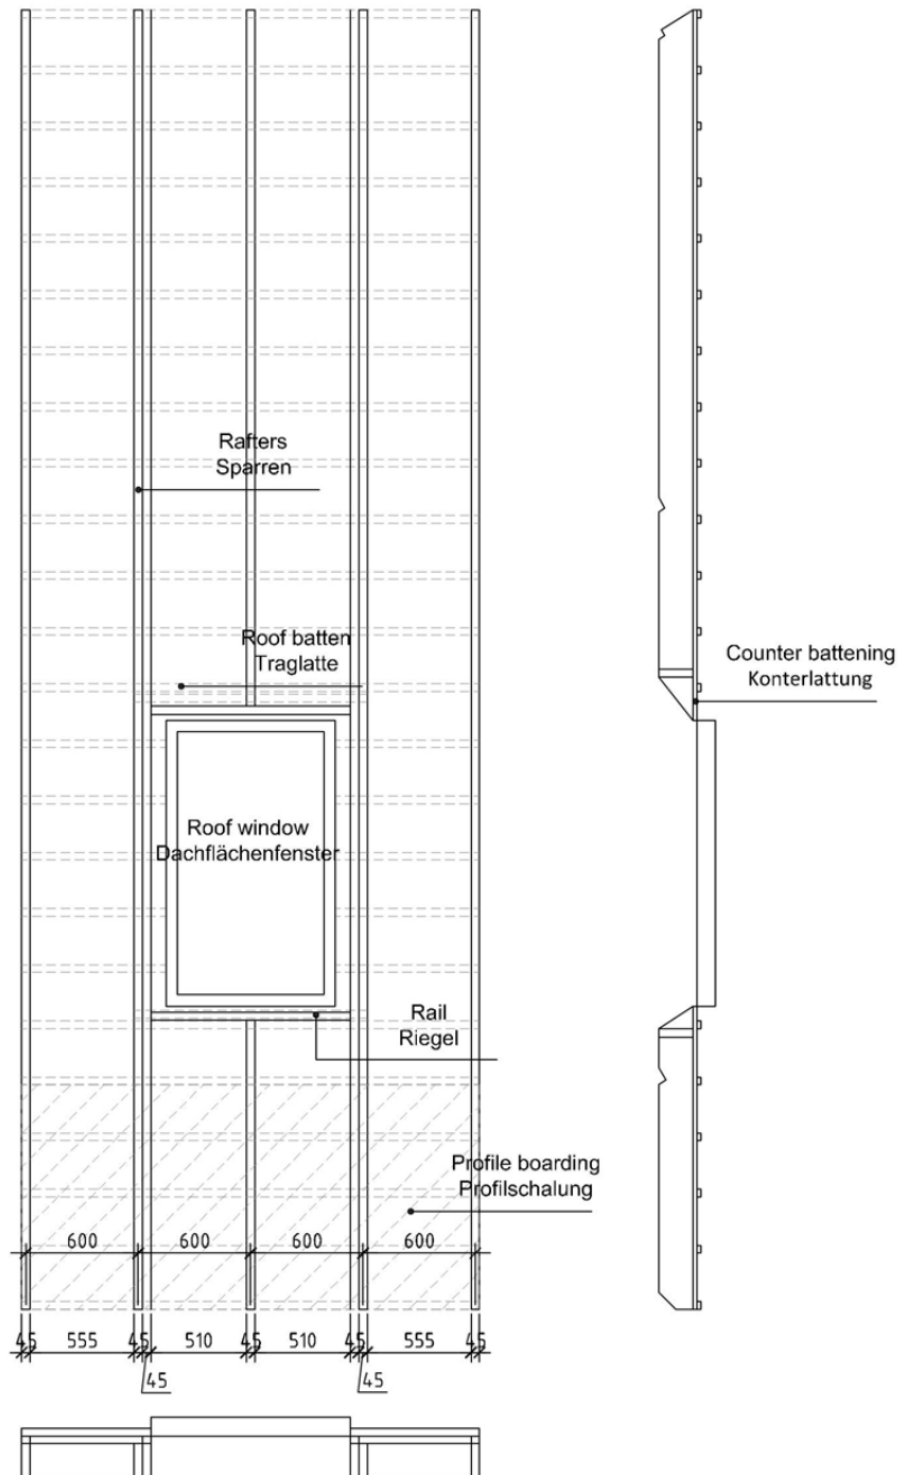 Rafters
Sparren
Roof batten
Traglatte
Counter battening
Konterlattung
Roof window
Dachflächenfenster
Rail
Riegel
Profile boarding
Profilschalung
600 600 600 600
45 555 45 510 45 510 45 555 45
45 45